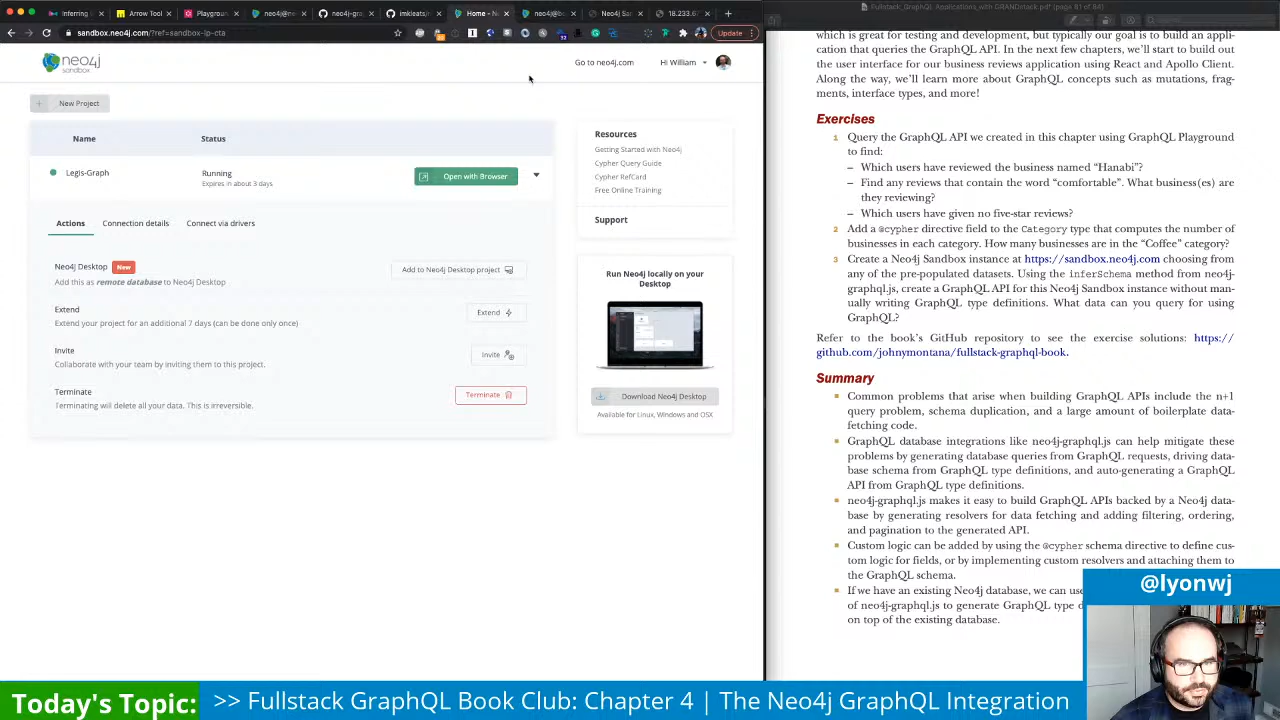 Inferring
Arrow Tool
Playgroun
neo4j@
neo4j-gra
jmkleats/
Home - N
neo4j@bo
Neo4j San
18.233.67
Fullstack_GraphQL_Applications_with_GRANDstack.pdf (page 81 of 84)
sandbox.neo4j.com/?ref=sandbox-lp-cta
Update
neo4j
sandbox
Go to neo4j.com
Hi William
+ New Project
Name
Status
Legis-Graph
Running
Expires in about 3 days
Open with Browser
Actions
Connection details
Connect via drivers
Neo4j Desktop
New
Add this as remote database to Neo4j Desktop
Add to Neo4j Desktop project
Extend
Extend your project for an additional 7 days (can be done only once)
Extend
Invite
Collaborate with your team by inviting them to this project.
Invite
Terminate
Terminating will delete all your data. This is irreversible.
Terminate
Resources
Getting Started with Neo4j
Cypher Query Guide
Cypher RefCard
Free Online Training
Support
Run Neo4j locally on your
Desktop
Download Neo4j Desktop
Available for Linux, Windows and OSX
which is great for testing and development, but typically our goal is to build an appli-
cation that queries the GraphQL API. In the next few chapters, we'll start to build out
the user interface for our business reviews application using React and Apollo Client.
Along the way, we'll learn more about GraphQL concepts such as mutations, frag-
ments, interface types, and more!
Exercises
1 Query the GraphQL API we created in this chapter using GraphQL Playground
to find:
– Which users have reviewed the business named “Hanabi”?
– Find any reviews that contain the word “comfortable”. What business(es) are
they reviewing?
– Which users have given no five-star reviews?
2 Add a @cypher directive field to the Category type that computes the number of
businesses in each category. How many businesses are in the “Coffee” category?
3 Create a Neo4j Sandbox instance at https://sandbox.neo4j.com choosing from
any of the pre-populated datasets. Using the inferSchema method from neo4j-
graphql.js, create a GraphQL API for this Neo4j Sandbox instance without man-
ually writing GraphQL type definitions. What data can you query for using
GraphQL?
Refer to the book's GitHub repository to see the exercise solutions: https://
github.com/johnymontana/fullstack-graphql-book.
Summary
▪ Common problems that arise when building GraphQL APIs include the n+1
query problem, schema duplication, and a large amount of boilerplate data-
fetching code.
▪ GraphQL database integrations like neo4j-graphql.js can help mitigate these
problems by generating database queries from GraphQL requests, driving data-
base schema from GraphQL type definitions, and auto-generating a GraphQL
API from GraphQL type definitions.
▪ neo4j-graphql.js makes it easy to build GraphQL APIs backed by a Neo4j data-
base by generating resolvers for data fetching and adding filtering, ordering,
and pagination to the generated API.
▪ Custom logic can be added by using the @cypher schema directive to define cus-
tom logic for fields, or by implementing custom resolvers and attaching them to
the GraphQL schema.
▪ If we have an existing Neo4j database, we can use
of neo4j-graphql.js to generate GraphQL type d
on top of the existing database.
@lyonwj
Today's Topic:
>> Fullstack GraphQL Book Club: Chapter 4 | The Neo4j GraphQL Integration